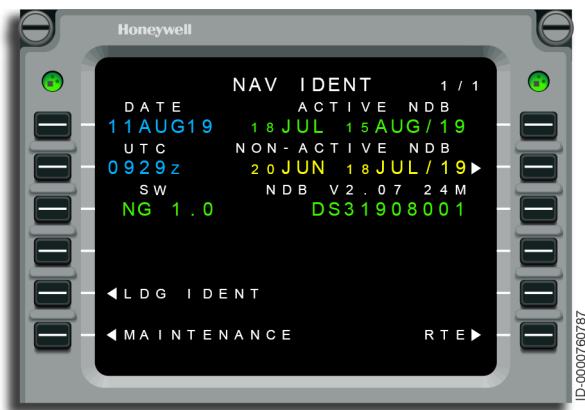 Honeywell
NAV IDENT 1/1
DATE ACTIVE NDB
11AUG19 18JUL 15AUG/19
UTC NON-ACTIVE NDB
0929Z 20JUN 18JUL/19▶
SW NDB V2.07 24M
NG 1.0 DS31908001
◀LDG IDENT
◀MAINTENANCE RTE▶
ID-0000760787